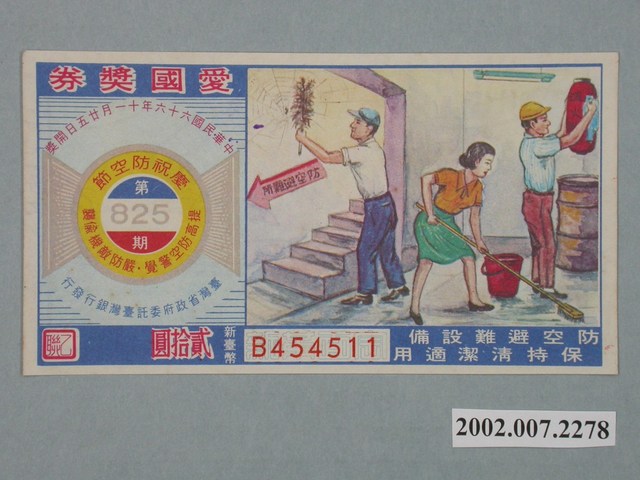 愛國獎券
中華民國六十六年十一月廿五日開獎
慶祝防空節
第
825
期
提高防空警覺・嚴防敵機偷襲
臺灣省政府委託臺灣銀行發行
防空避難所
聯乙
新臺幣
貳拾圓
B454511
防空避難設備
保持清潔適用
2002.007.2278